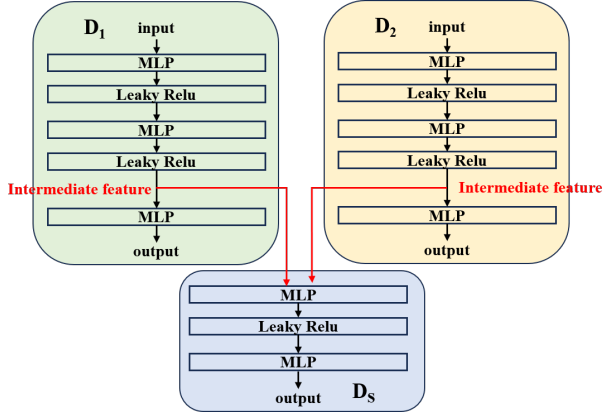 D1
input
MLP
Leaky Relu
MLP
Leaky Relu
Intermediate feature
MLP
output
D2
input
MLP
Leaky Relu
MLP
Leaky Relu
Intermediate feature
MLP
output
MLP
Leaky Relu
MLP
output
DS